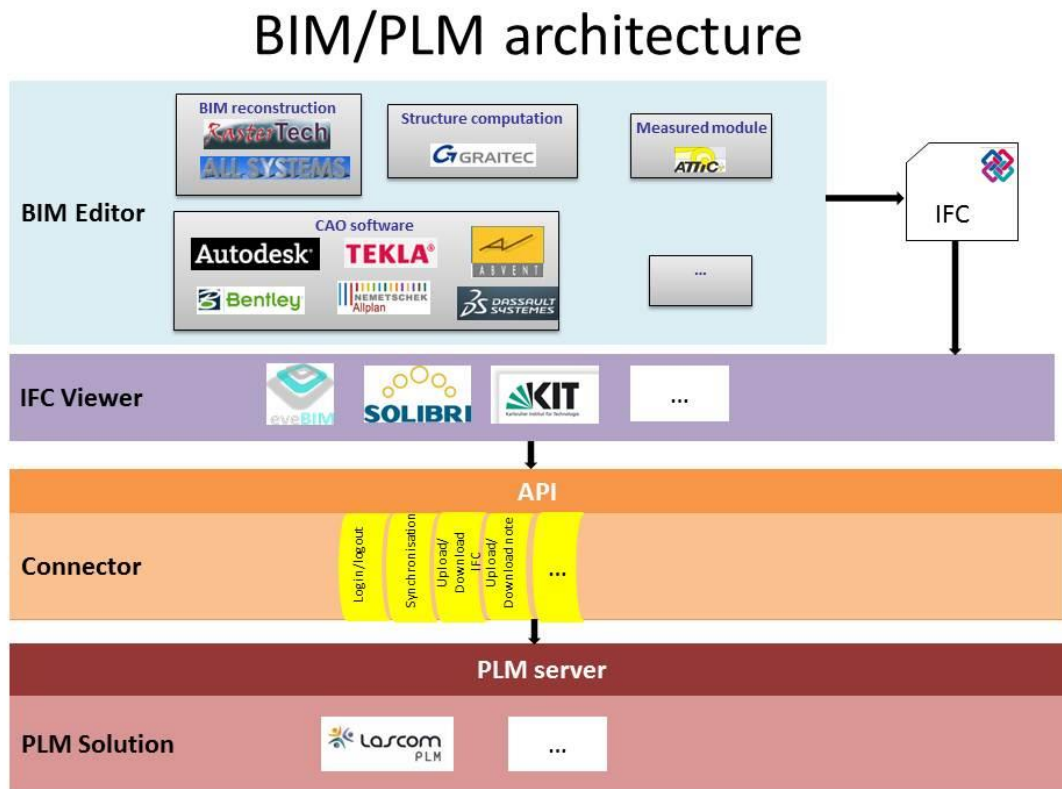 BIM/PLM architecture
BIM reconstruction
RasterTech
ALL SYSTEMS
Structure computation
GRAITEC
Measured module
ATTIC
BIM Editor
IFC
CAO software
Autodesk®
TEKLA®
ABVENT
Bentley
NEMETSCHEK
Allplan
DASSAULT
SYSTEMES
...
IFC Viewer
eveBIM
SOLIBRI
KIT
Karlsruher Institut für Technologie
...
API
Connector
Login/logout
Synchronisation
Upload/
Download
IFC
Upload/
Download note
...
PLM server
PLM Solution
Lascom
PLM
...